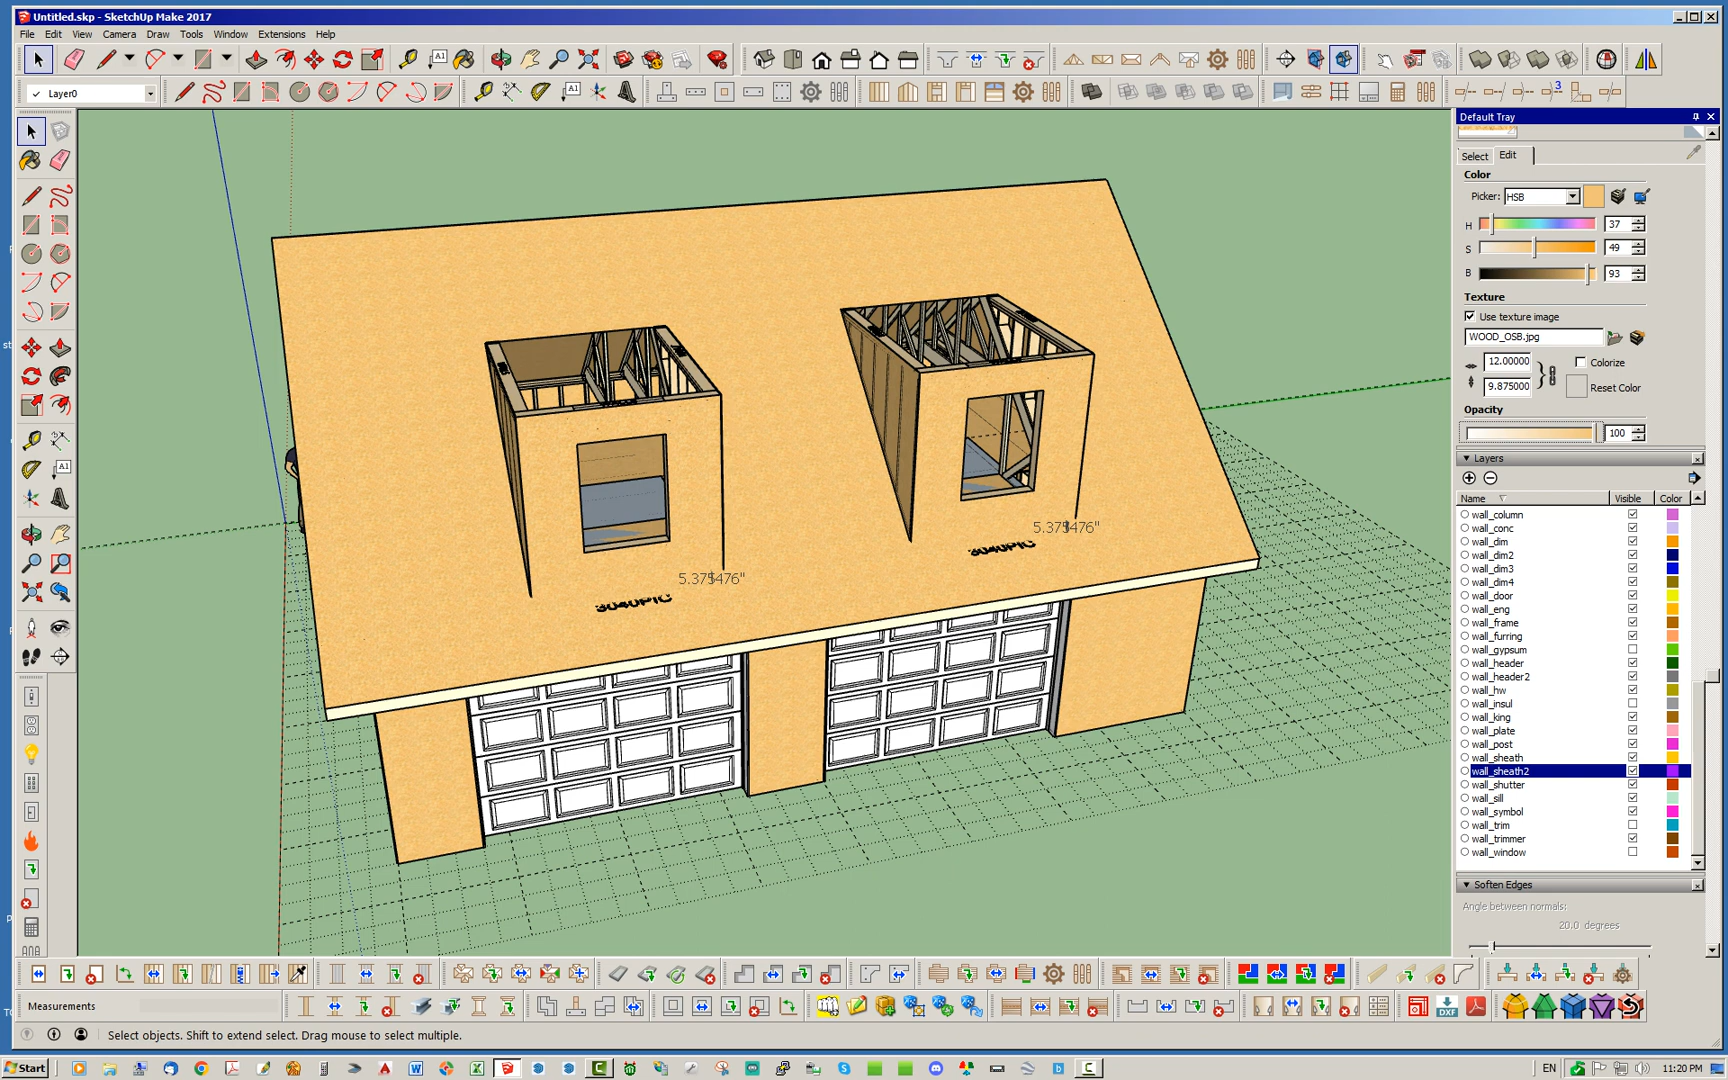 Untitled.skp - SketchUp Make 2017
File Edit View Camera Draw Tools Window Extensions Help
Layer0
3
Default Tray
Select Edit
Color
Picker: HSB
H 37
S 49
B 93
Texture
Use texture image
WOOD_OSB.jpg
12.00000 Colorize
9.875000 Reset Color
Opacity
100
Layers
Name Visible Color
wall_column
wall_conc
wall_dim
wall_dim2
wall_dim3
wall_dim4
wall_door
wall_eng
wall_frame
wall_furring
wall_gypsum
wall_header
wall_header2
wall_hw
wall_insul
wall_king
wall_plate
wall_post
wall_sheath
wall_sheath2
wall_shutter
wall_sill
wall_symbol
wall_trim
wall_trimmer
wall_window
Soften Edges
Angle between normals:
20.0 degrees
3040PIC
3040PIC
Measurements
DXF
Select objects. Shift to extend select. Drag mouse to select multiple.
Start
EN
11:20 PM